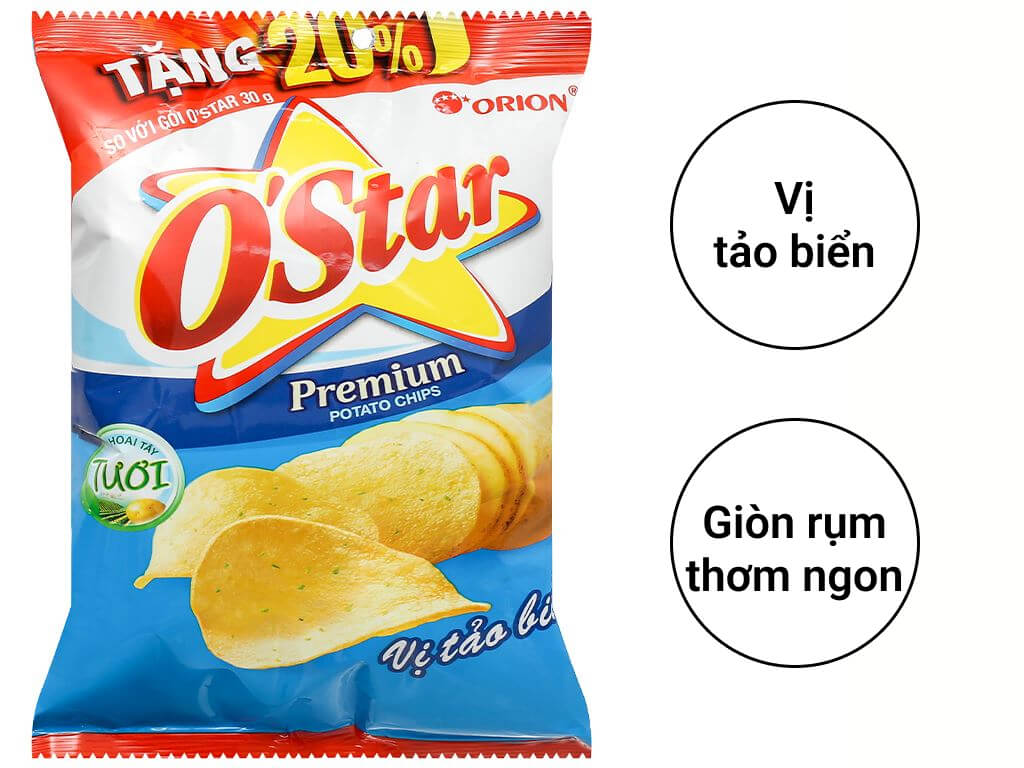 TẶNG 20%
SO VỚI GÓI O'STAR 30 g
ORION®
O'Star
Premium
POTATO CHIPS
KHOAI TÂY
TƯƠI
Vị tảo
Vị
tảo biển
Giòn rụm
thơm ngon